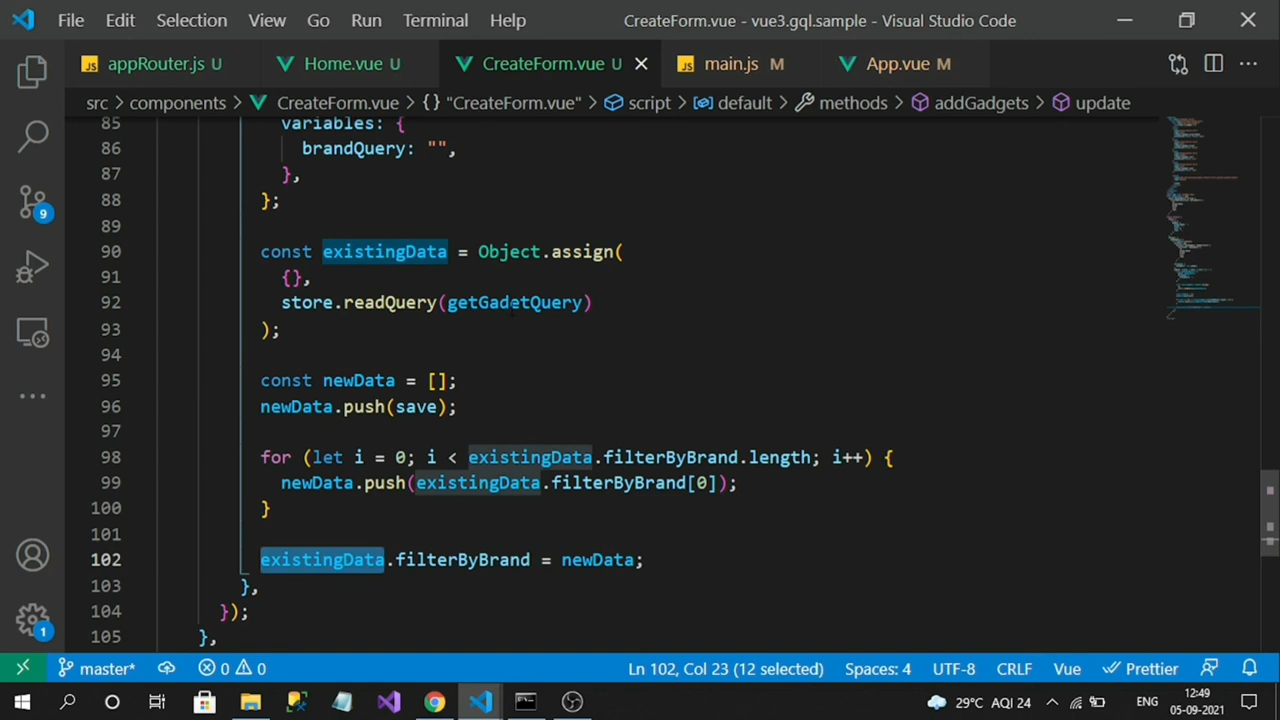 File Edit Selection View Go Run Terminal Help CreateForm.vue - vue3.gql.sample - Visual Studio Code
JS appRouter.js U Home.vue U CreateForm.vue U JS main.js M App.vue M
src > components > CreateForm.vue > {} "CreateForm.vue" > script > default > methods > addGadgets > update
85 variables: {
86 brandQuery: "",
87 },
88 };
89
90 const existingData = Object.assign(
91 {},
92 store.readQuery(getGadetQuery)
93 );
94
95 const newData = [];
96 newData.push(save);
97
98 for (let i = 0; i < existingData.filterByBrand.length; i++) {
99 newData.push(existingData.filterByBrand[0]);
100 }
101
102 existingData.filterByBrand = newData;
103 },
104 });
105 },
9
1
master* 0 0 Ln 102, Col 23 (12 selected) Spaces: 4 UTF-8 CRLF Vue Prettier
29°C AQI 24 ENG 12:49
05-09-2021